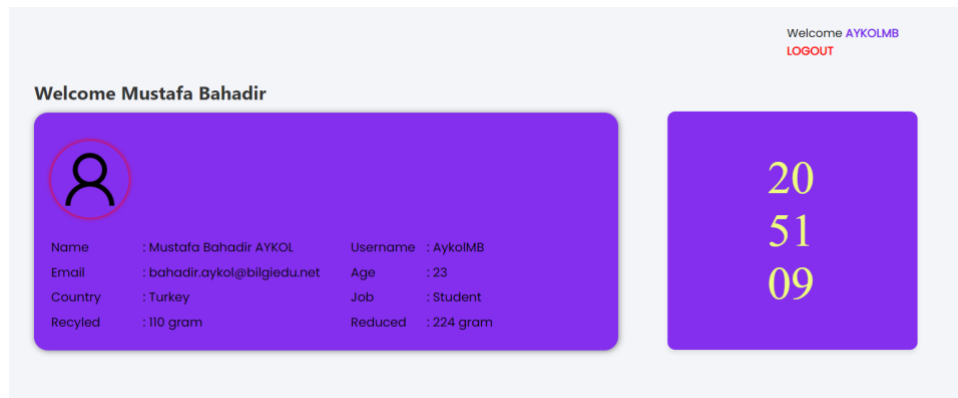 Welcome AYKOLMB
LOGOUT
Welcome Mustafa Bahadir
Name : Mustafa Bahadir AYKOL Username : AykolMB
Email : bahadir.aykol@bilgiedu.net Age : 23
Country : Turkey Job : Student
Recyled : 110 gram Reduced : 224 gram
20
51
09